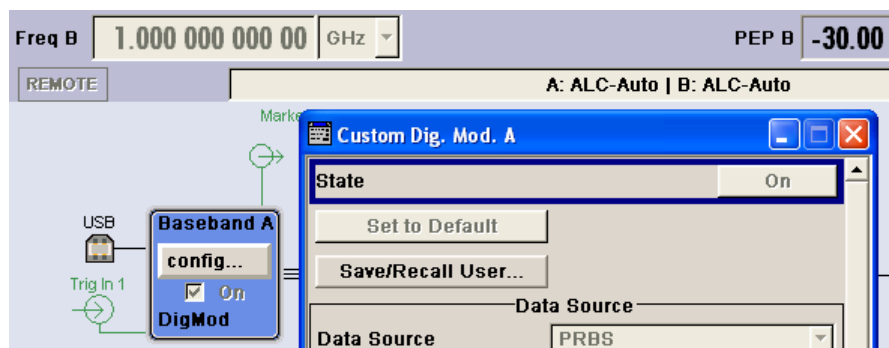 Freq B 1.000 000 000 00 GHz PEP B -30.00
REMOTE A: ALC-Auto | B: ALC-Auto
Custom Dig. Mod. A
State On
USB
Baseband A
Set to Default
config...
Save/Recall User...
Trig In 1
On
Data Source
DigMod
Data Source PRBS